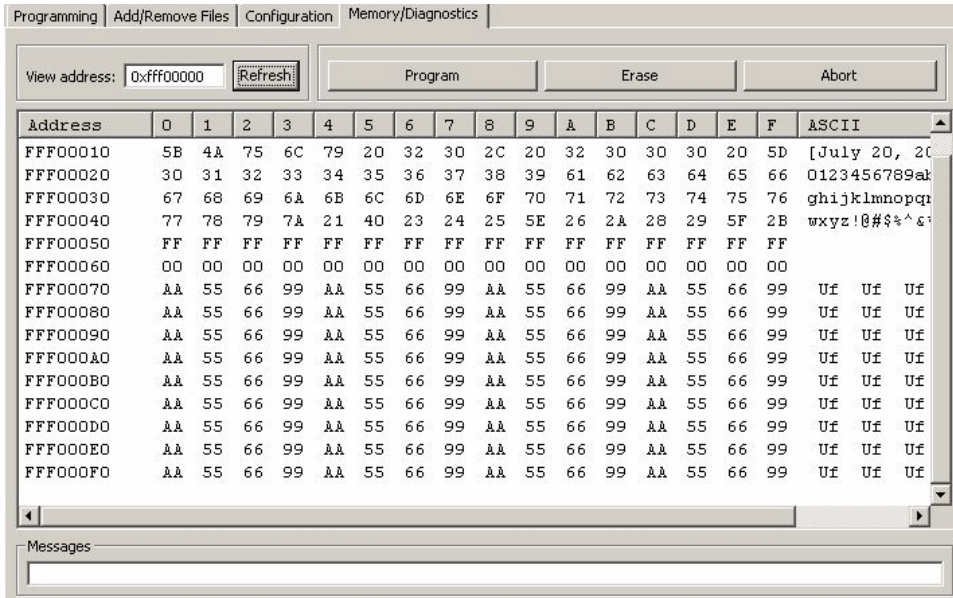 Programming Add/Remove Files Configuration Memory/Diagnostics
View address: 0xfff00000 Refresh Program Erase Abort
Address 0 1 2 3 4 5 6 7 8 9 A B C D E F ASCII
FFF00010 5B 4A 75 6C 79 20 32 30 2C 20 32 30 30 30 20 5D [July 20, 20
FFF00020 30 31 32 33 34 35 36 37 38 39 61 62 63 64 65 66 0123456789ab
FFF00030 67 68 69 6A 6B 6C 6D 6E 6F 70 71 72 73 74 75 76 ghijklmnopqr
FFF00040 77 78 79 7A 21 40 23 24 25 5E 26 2A 28 29 5F 2B wxyz!@#$%^&*
FFF00050 FF FF FF FF FF FF FF FF FF FF FF FF FF FF FF FF
FFF00060 00 00 00 00 00 00 00 00 00 00 00 00 00 00 00 00
FFF00070 AA 55 66 99 AA 55 66 99 AA 55 66 99 AA 55 66 99 Uf Uf Uf
FFF00080 AA 55 66 99 AA 55 66 99 AA 55 66 99 AA 55 66 99 Uf Uf Uf
FFF00090 AA 55 66 99 AA 55 66 99 AA 55 66 99 AA 55 66 99 Uf Uf Uf
FFF000A0 AA 55 66 99 AA 55 66 99 AA 55 66 99 AA 55 66 99 Uf Uf Uf
FFF000B0 AA 55 66 99 AA 55 66 99 AA 55 66 99 AA 55 66 99 Uf Uf Uf
FFF000C0 AA 55 66 99 AA 55 66 99 AA 55 66 99 AA 55 66 99 Uf Uf Uf
FFF000D0 AA 55 66 99 AA 55 66 99 AA 55 66 99 AA 55 66 99 Uf Uf Uf
FFF000E0 AA 55 66 99 AA 55 66 99 AA 55 66 99 AA 55 66 99 Uf Uf Uf
FFF000F0 AA 55 66 99 AA 55 66 99 AA 55 66 99 AA 55 66 99 Uf Uf Uf
Messages